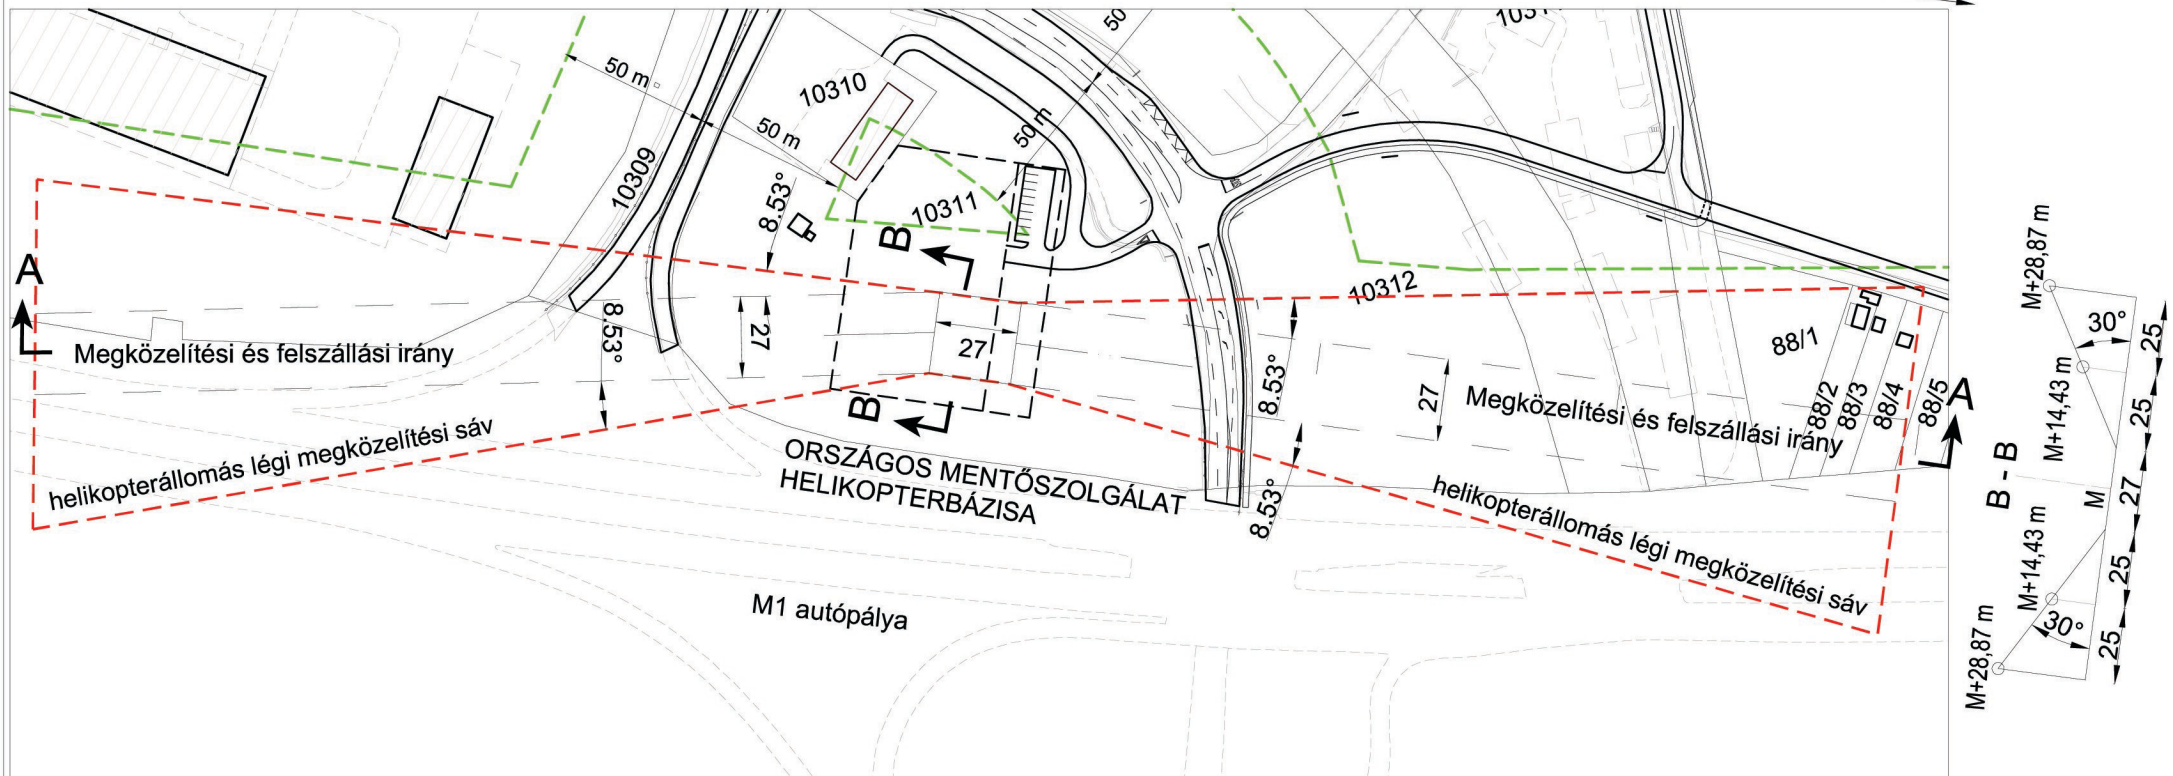 50
50 m
10310
50 m
50 m
10309
8.53°
10311
B
10312
A
8.53°
27
27
Megközelítési és felszállási irány
8.53°
27
Megközelítési és felszállási irány
88/1
88/2
88/3
88/4
88/5
A
B
helikopterállomás légi megközelítési sáv
ORSZÁGOS MENTŐSZOLGÁLAT
HELIKOPTERBÁZISA
8.53°
helikopterállomás légi megközelítési sáv
M1 autópálya
M+28,87 m
30°
25
M+14,43 m
25
B - B
M
27
M+14,43 m
25
30°
25
M+28,87 m